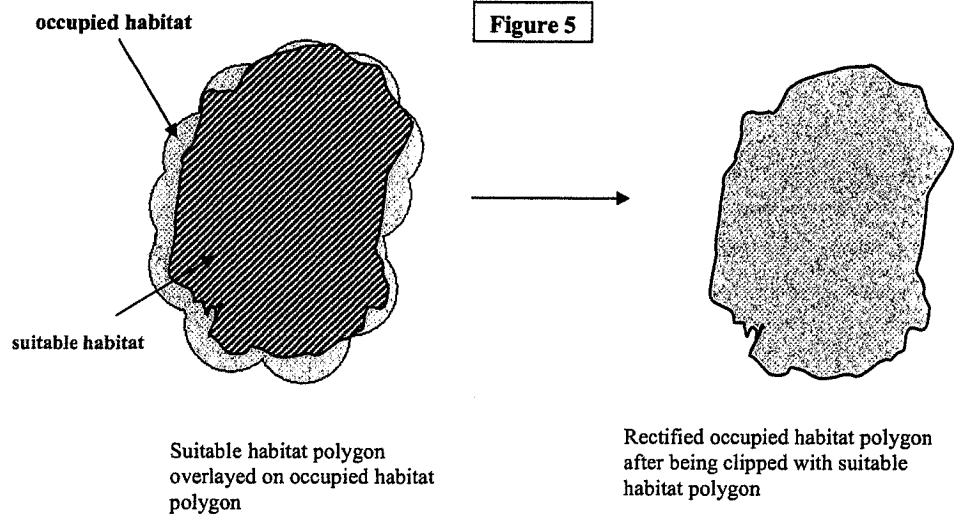 occupied habitat
Figure 5
suitable habitat
Suitable habitat polygon
overlayed on occupied habitat
polygon
Rectified occupied habitat polygon
after being clipped with suitable
habitat polygon